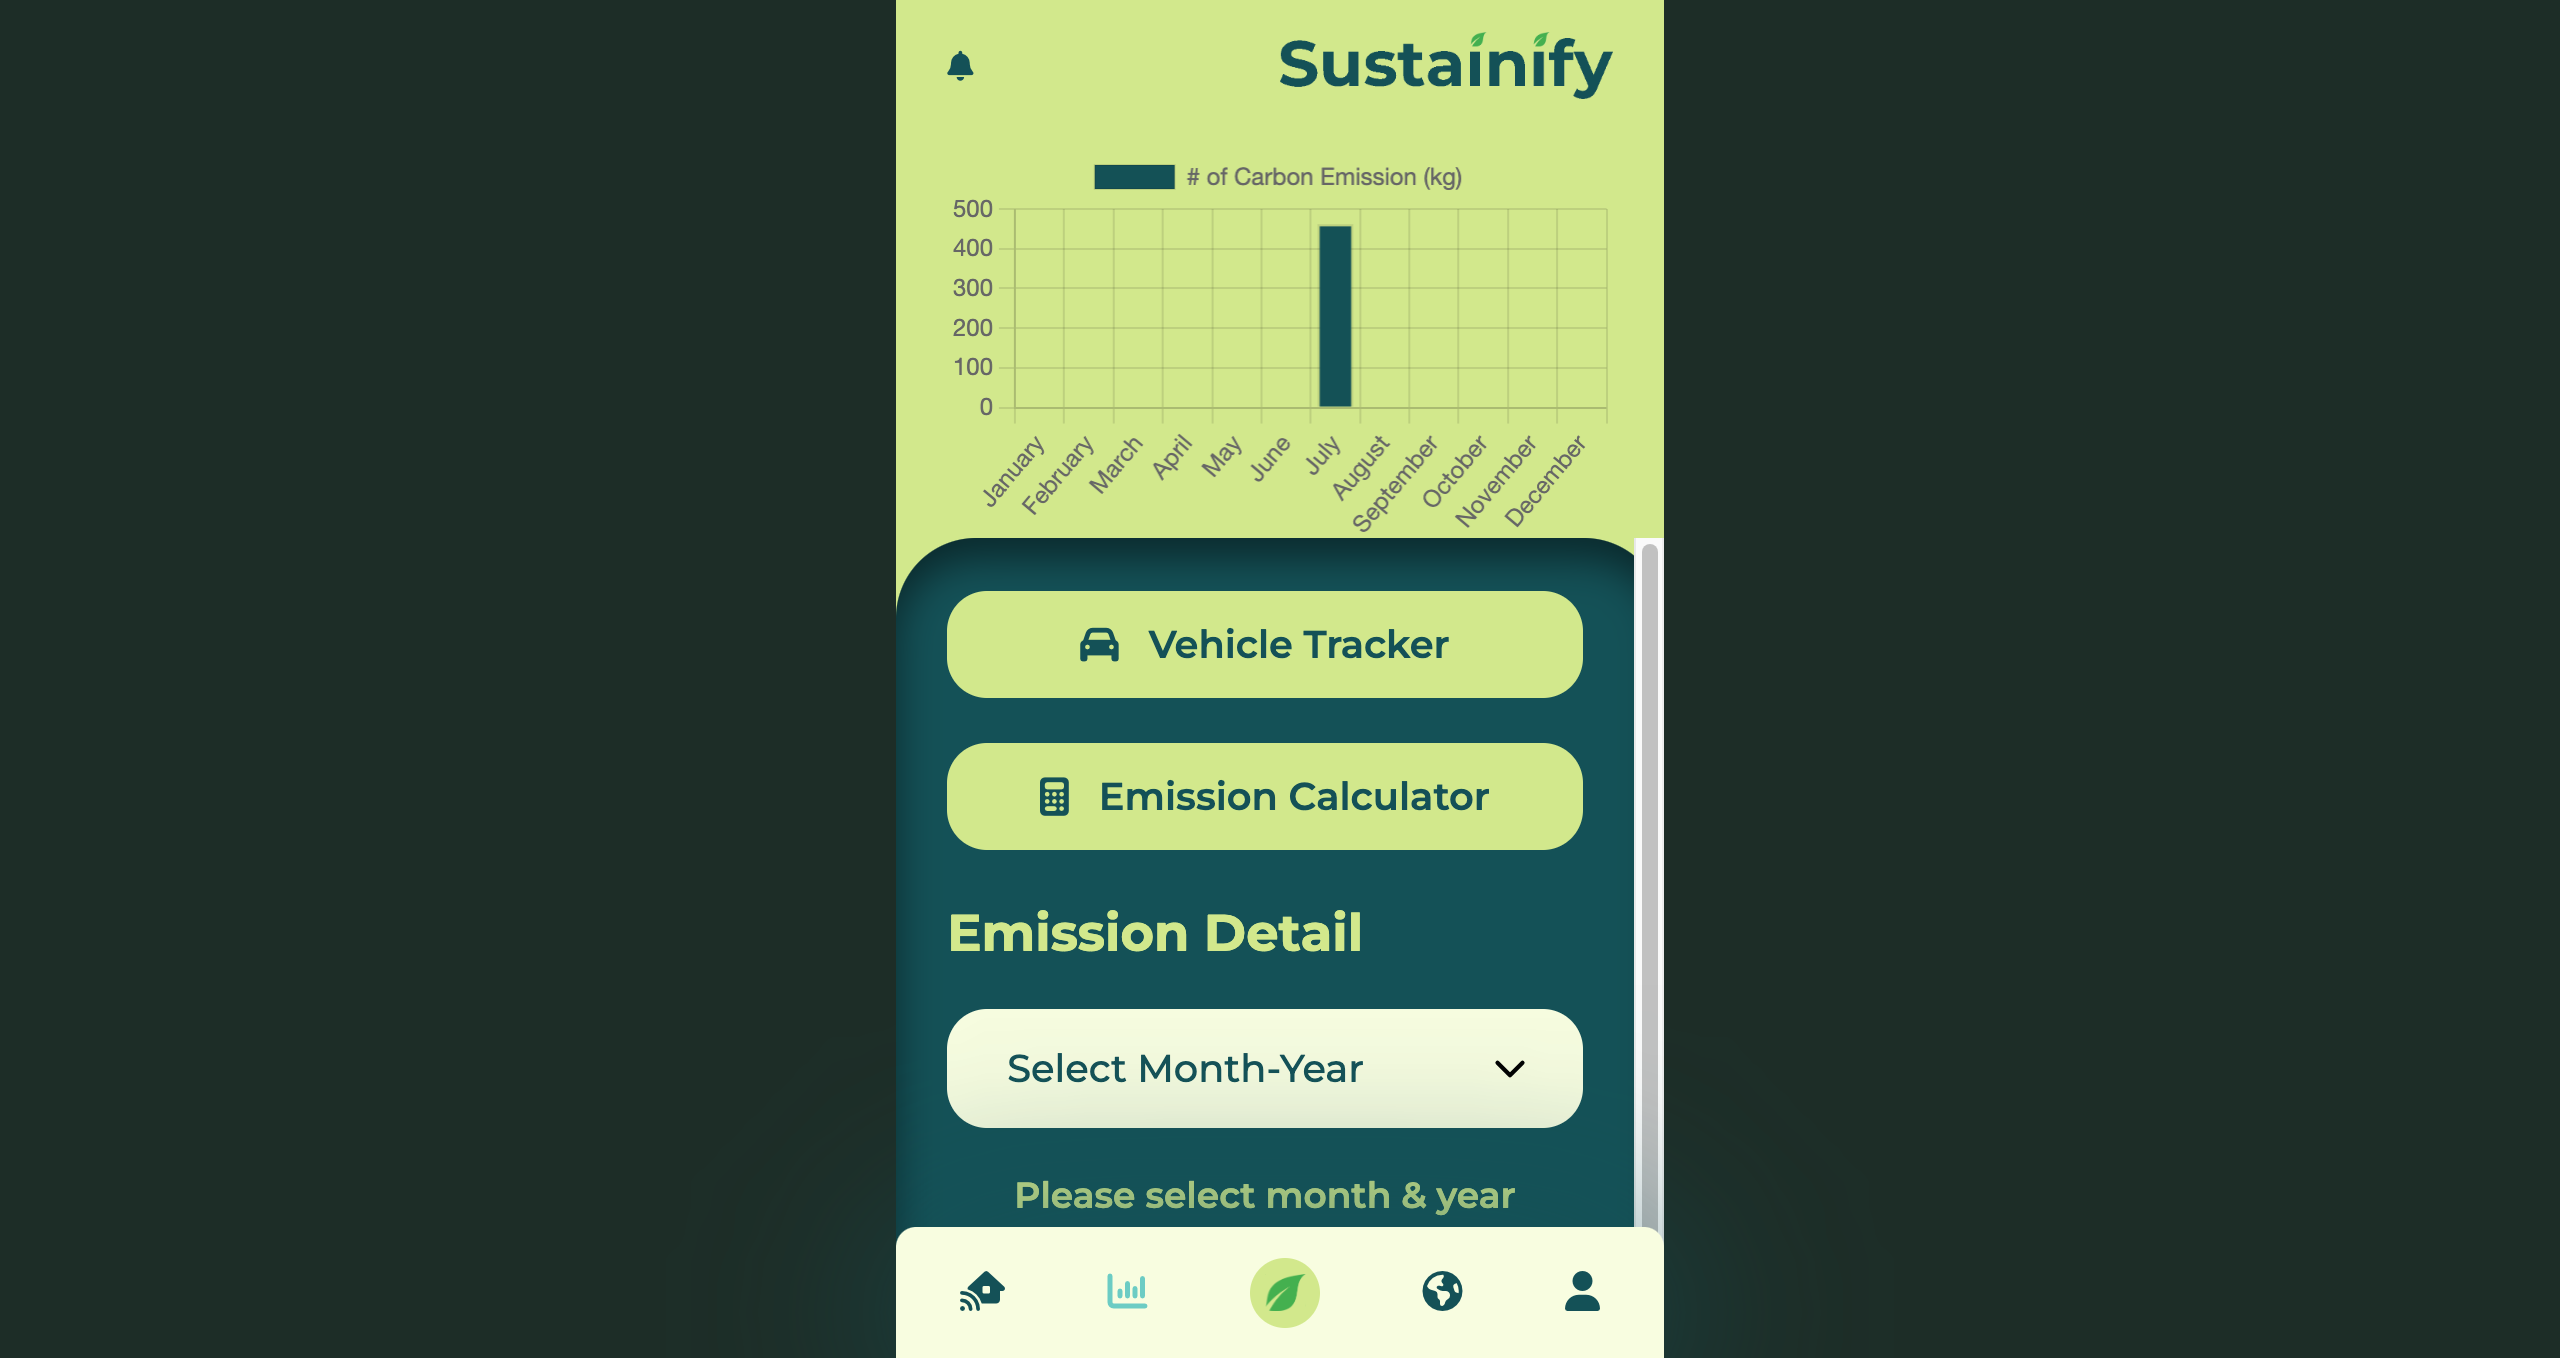 Sustainify
# of Carbon Emission (kg)
500
400
300
200
100
0
January
February
March
April
May
June
July
August
September
October
November
December
Vehicle Tracker
Emission Calculator
Emission Detail
Select Month-Year
Please select month & year